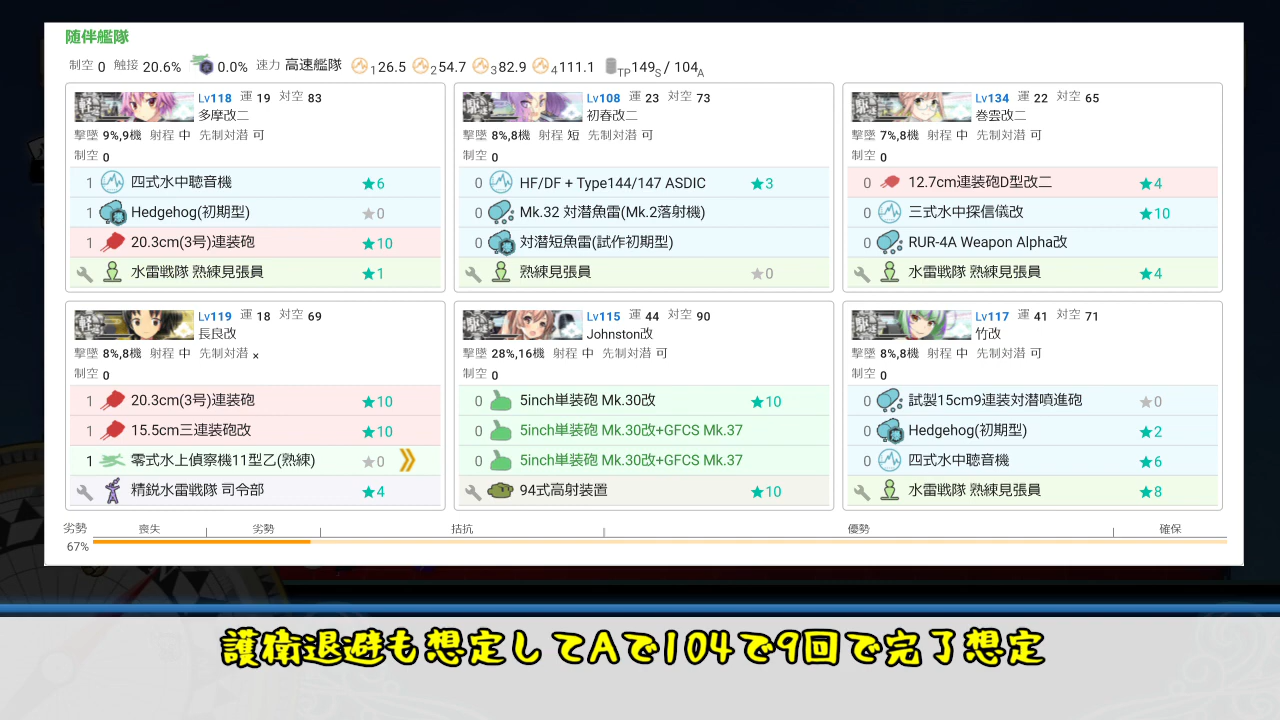 随伴艦隊
制空 0 触接 20.6% 0.0% 速力 高速艦隊 1 26.5 2 54.7 3 82.9 4 111.1 TP 149S / 104A
Lv118 運 19 対空 83
多摩改二
撃墜 9%,9機 射程 中 先制対潜 可
制空 0
1 四式水中聴音機 ★6
1 Hedgehog(初期型) ★0
1 20.3cm(3号)連装砲 ★10
水雷戦隊 熟練見張員 ★1
Lv108 運 23 対空 73
初春改二
撃墜 8%,8機 射程 短 先制対潜 可
制空 0
0 HF/DF + Type144/147 ASDIC ★3
0 Mk.32 対潜魚雷(Mk.2落射機)
0 対潜短魚雷(試作初期型)
熟練見張員 ★0
Lv134 運 22 対空 65
巻雲改二
撃墜 7%,8機 射程 中 先制対潜 可
制空 0
0 12.7cm連装砲D型改二 ★4
0 三式水中探信儀改 ★10
0 RUR-4A Weapon Alpha改
水雷戦隊 熟練見張員 ★4
Lv119 運 18 対空 69
長良改
撃墜 8%,8機 射程 中 先制対潜 ×
制空 0
1 20.3cm(3号)連装砲 ★10
1 15.5cm三連装砲改 ★10
1 零式水上偵察機11型乙(熟練) ★0
精鋭水雷戦隊 司令部 ★4
Lv115 運 44 対空 90
Johnston改
撃墜 28%,16機 射程 中 先制対潜 可
制空 0
0 5inch単装砲 Mk.30改 ★10
0 5inch単装砲 Mk.30改+GFCS Mk.37
0 5inch単装砲 Mk.30改+GFCS Mk.37
94式高射装置 ★10
Lv117 運 41 対空 71
竹改
撃墜 8%,8機 射程 中 先制対潜 可
制空 0
0 試製15cm9連装対潜噴進砲 ★0
0 Hedgehog(初期型) ★2
0 四式水中聴音機 ★6
水雷戦隊 熟練見張員 ★8
劣勢 喪失 劣勢 拮抗 優勢 確保
67%
護衛退避も想定してAで104で9回で完了想定